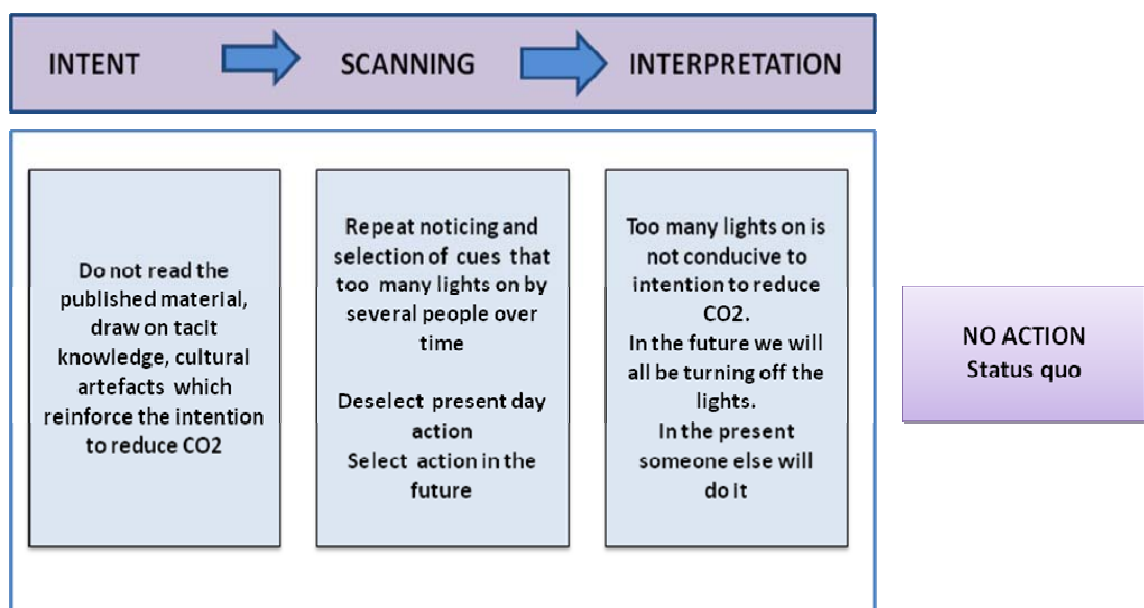 INTENT
SCANNING
INTERPRETATION
Do not read the
published material,
draw on tacit
knowledge, cultural
artefacts which
reinforce the intention
to reduce CO2
Repeat noticing and
selection of cues that
too many lights on by
several people over
time
Deselect present day
action
Select action in the
future
Too many lights on is
not conducive to
intention to reduce
CO2.
In the future we will
all be turning off the
lights.
In the present
someone else will
do it
NO ACTION
Status quo